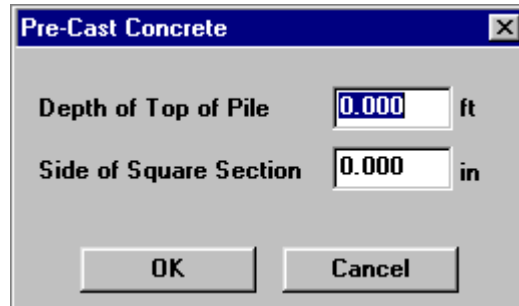 Pre-Cast Concrete
Depth of Top of Pile 0.000 ft
Side of Square Section 0.000 in
OK Cancel